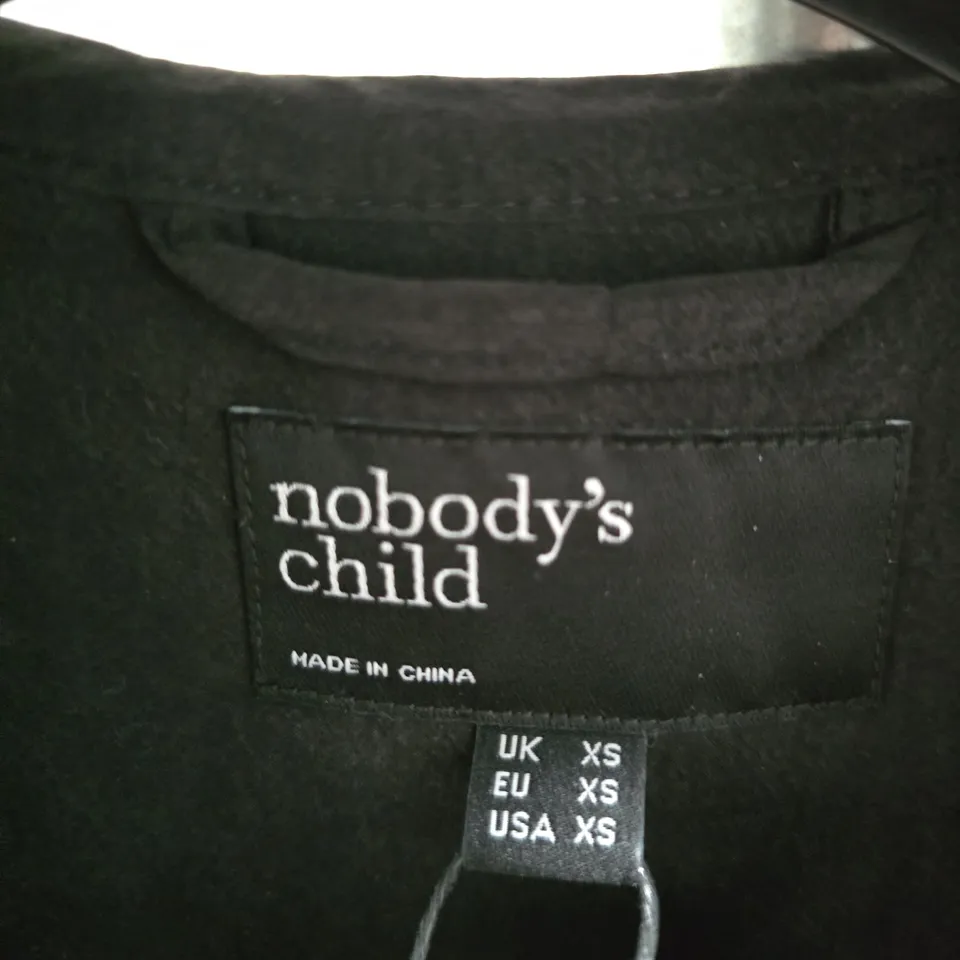 nobody's
child
MADE IN CHINA
UK XS
EU XS
USA XS